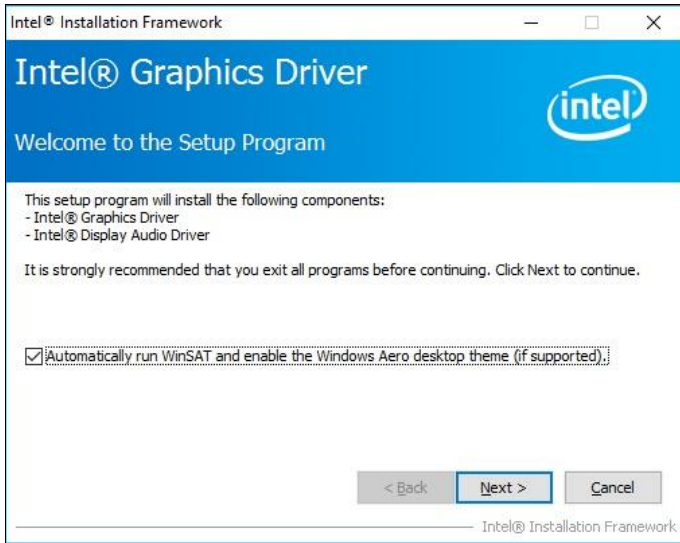 Intel® Installation Framework
Intel® Graphics Driver
intel
Welcome to the Setup Program
This setup program will install the following components:
- Intel® Graphics Driver
- Intel® Display Audio Driver
It is strongly recommended that you exit all programs before continuing. Click Next to continue.
Automatically run WinSAT and enable the Windows Aero desktop theme (if supported).
< Back
Next >
Cancel
Intel® Installation Framework